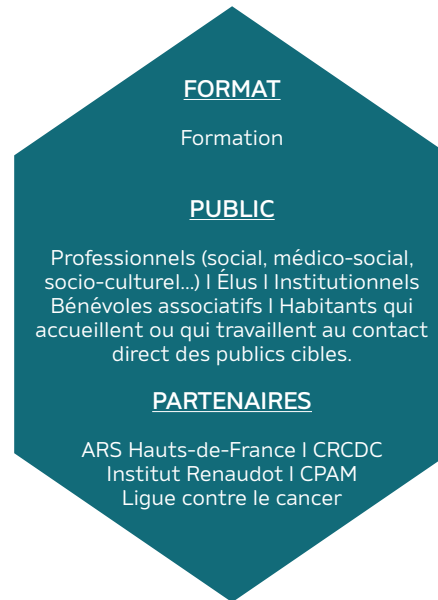 FORMAT
Formation
PUBLIC
Professionnels (social, médico-social,
socio-culturel...) I Élus I Institutionnels
Bénévoles associatifs I Habitants qui
accueillent ou qui travaillent au contact
direct des publics cibles.
PARTENAIRES
ARS Hauts-de-France I CRCDC
Institut Renaudot I CPAM
Ligue contre le cancer